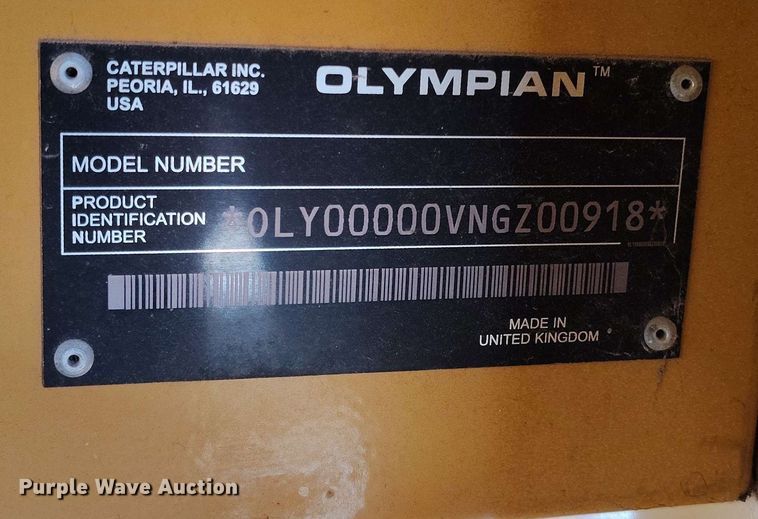 CATERPILLAR INC.
PEORIA, IL., 61629
USA
OLYMPIAN™
MODEL NUMBER
PRODUCT
IDENTIFICATION
NUMBER
*OLY00000VNGZ00918*
MADE IN
UNITED KINGDOM
Purple Wave Auction